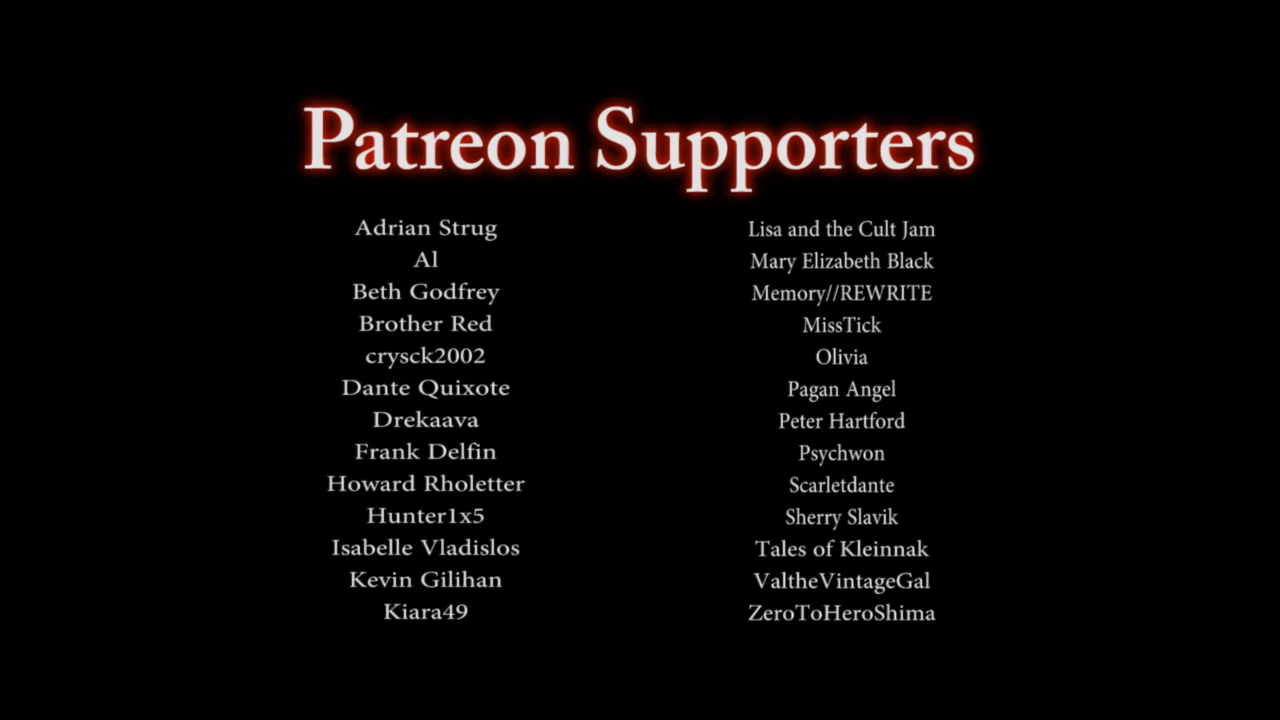 Patreon Supporters
Adrian Strug
Al
Beth Godfrey
Brother Red
crysck2002
Dante Quixote
Drekaava
Frank Delfin
Howard Rholetter
Hunter1x5
Isabelle Vladislos
Kevin Gilihan
Kiara49
Lisa and the Cult Jam
Mary Elizabeth Black
Memory//REWRITE
MissTick
Olivia
Pagan Angel
Peter Hartford
Psychwon
Scarletdante
Sherry Slavik
Tales of Kleinnak
ValtheVintageGal
ZeroToHeroShima